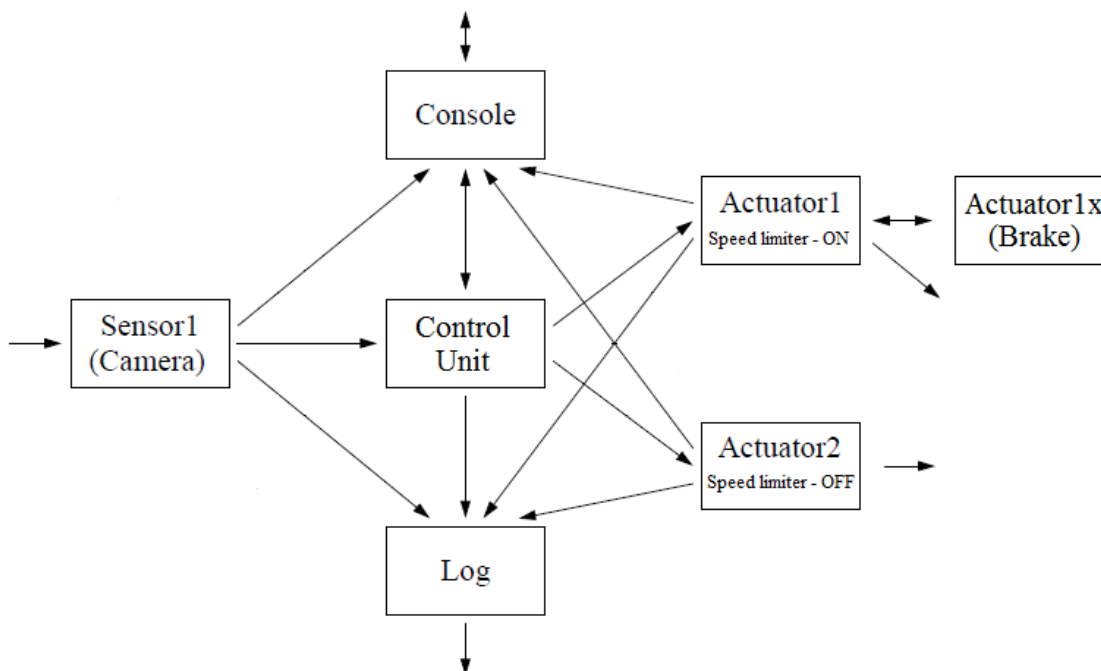 Console
Actuator1
Speed limiter - ON
Actuator1x
(Brake)
Sensor1
(Camera)
Control
Unit
Actuator2
Speed limiter - OFF
Log